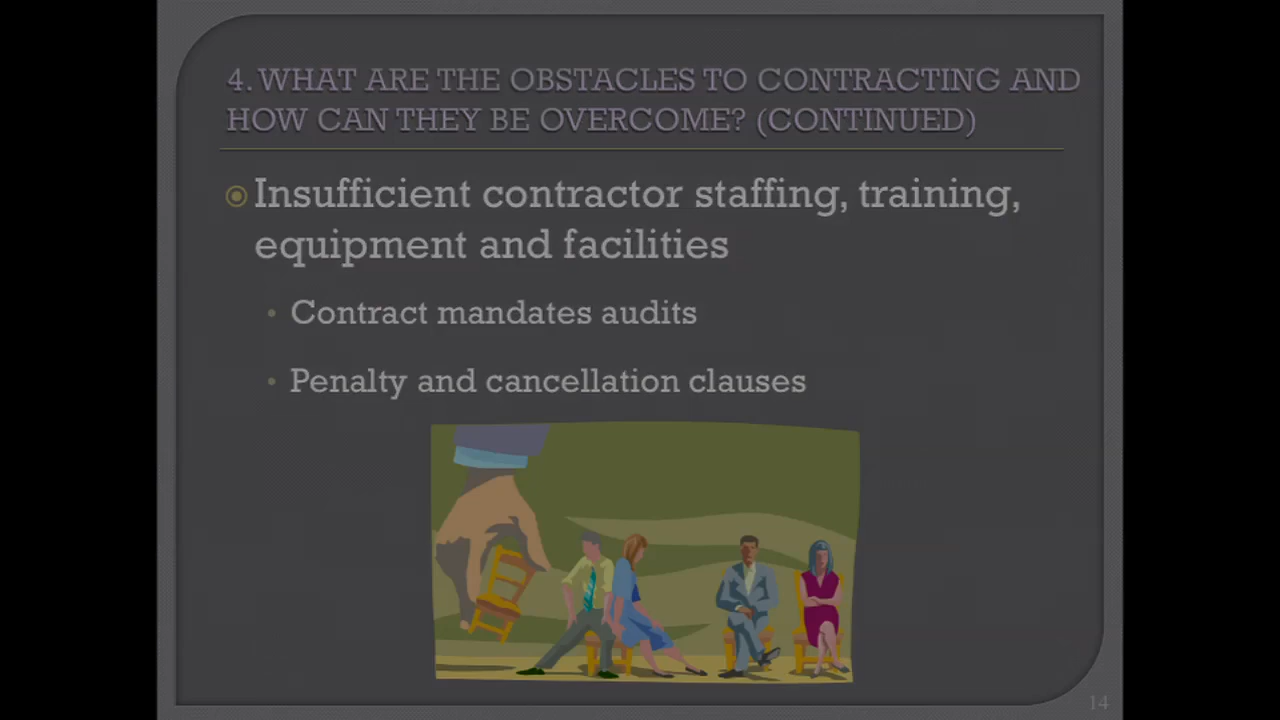 4. WHAT ARE THE OBSTACLES TO CONTRACTING AND
HOW CAN THEY BE OVERCOME? (CONTINUED)
Insufficient contractor staffing, training,
equipment and facilities
• Contract mandates audits
• Penalty and cancellation clauses
14